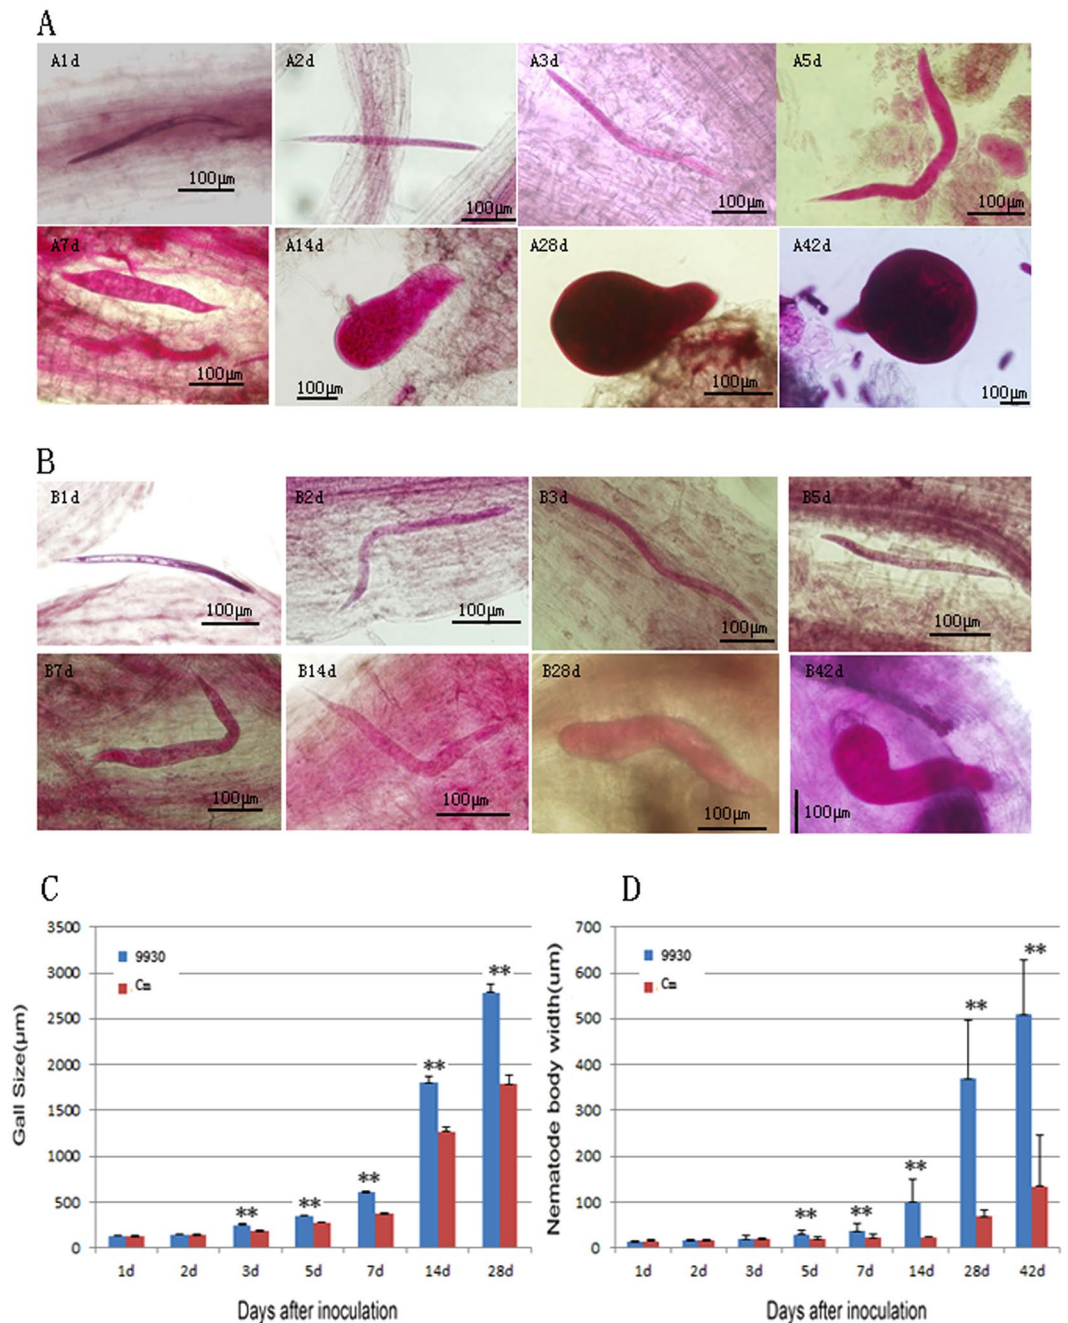 A
A1d
100μm
A2d
100μm
A3d
100μm
A5d
100μm
A7d
100μm
A14d
100μm
A28d
100μm
A42d
100μm
B
B1d
100μm
B2d
100μm
B3d
100μm
B5d
100μm
B7d
100μm
B14d
100μm
B28d
100μm
B42d
100μm
C
Gall Size(μm)
3500
3000
2500
2000
1500
1000
500
0
9930
Cm
**
**
**
**
**
1d 2d 3d 5d 7d 14d 28d
Days after inoculation
D
Nematode body width(um)
700
600
500
400
300
200
100
0
9930
Cm
**
**
**
**
**
1d 2d 3d 5d 7d 14d 28d 42d
Days after inoculation